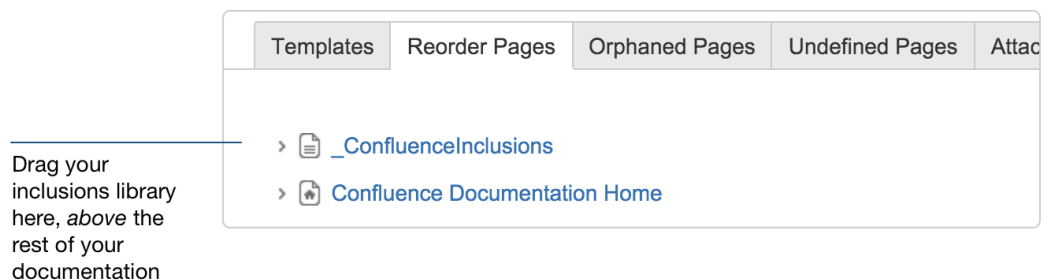 Templates Reorder Pages Orphaned Pages Undefined Pages Attac
_ConfluenceInclusions
Confluence Documentation Home
Drag your
inclusions library
here, above the
rest of your
documentation